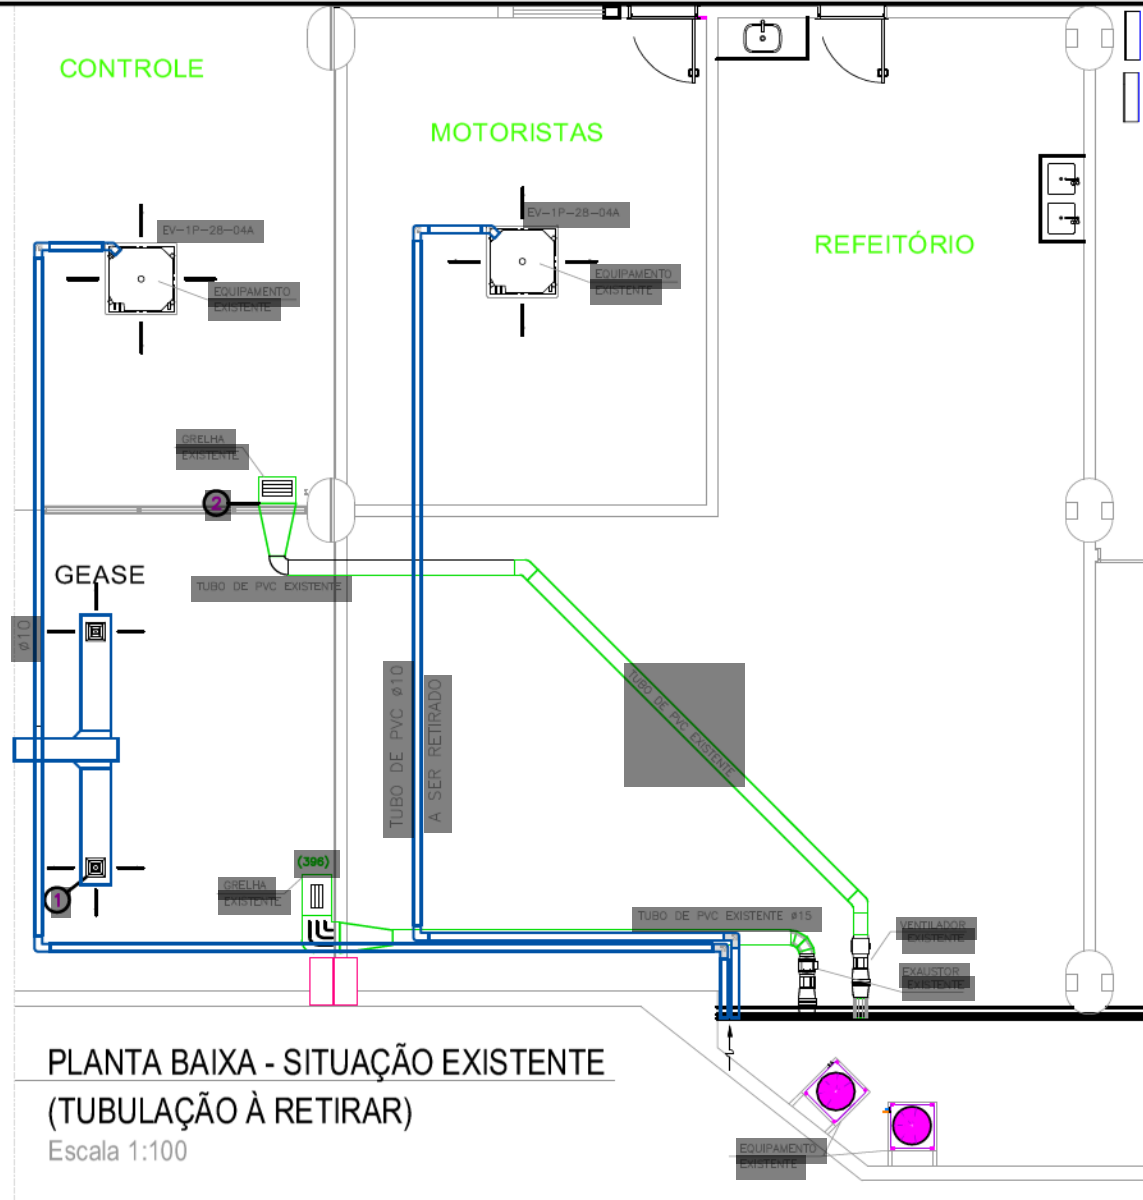 CONTROLE
MOTORISTAS
REFEITÓRIO
EV-1P-28-04A
EQUIPAMENTO
EXISTENTE
EV-1P-28-04A
EQUIPAMENTO
EXISTENTE
GRELHA
EXISTENTE
2
GEASE
TUBO DE PVC EXISTENTE
ø10
TUBO DE PVC ø10
A SER RETIRADO
TUBO DE PVC EXISTENTE
(396)
GRELHA
EXISTENTE
1
TUBO DE PVC EXISTENTE ø15
VENTILADOR
EXISTENTE
EXAUSTOR
EXISTENTE
PLANTA BAIXA - SITUAÇÃO EXISTENTE
(TUBULAÇÃO À RETIRAR)
Escala 1:100
EQUIPAMENTO
EXISTENTE